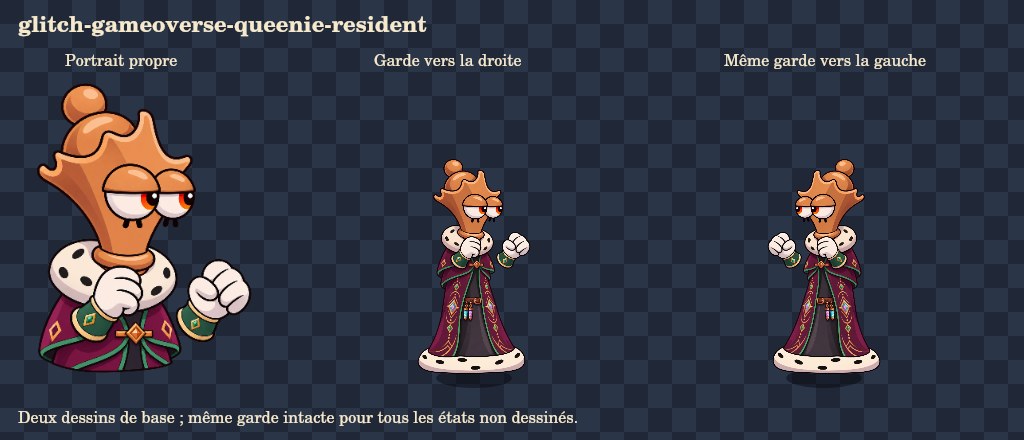 glitch-gameoverse-queenie-resident
Portrait propre
Garde vers la droite
Même garde vers la gauche
Deux dessins de base ; même garde intacte pour tous les états non dessinés.